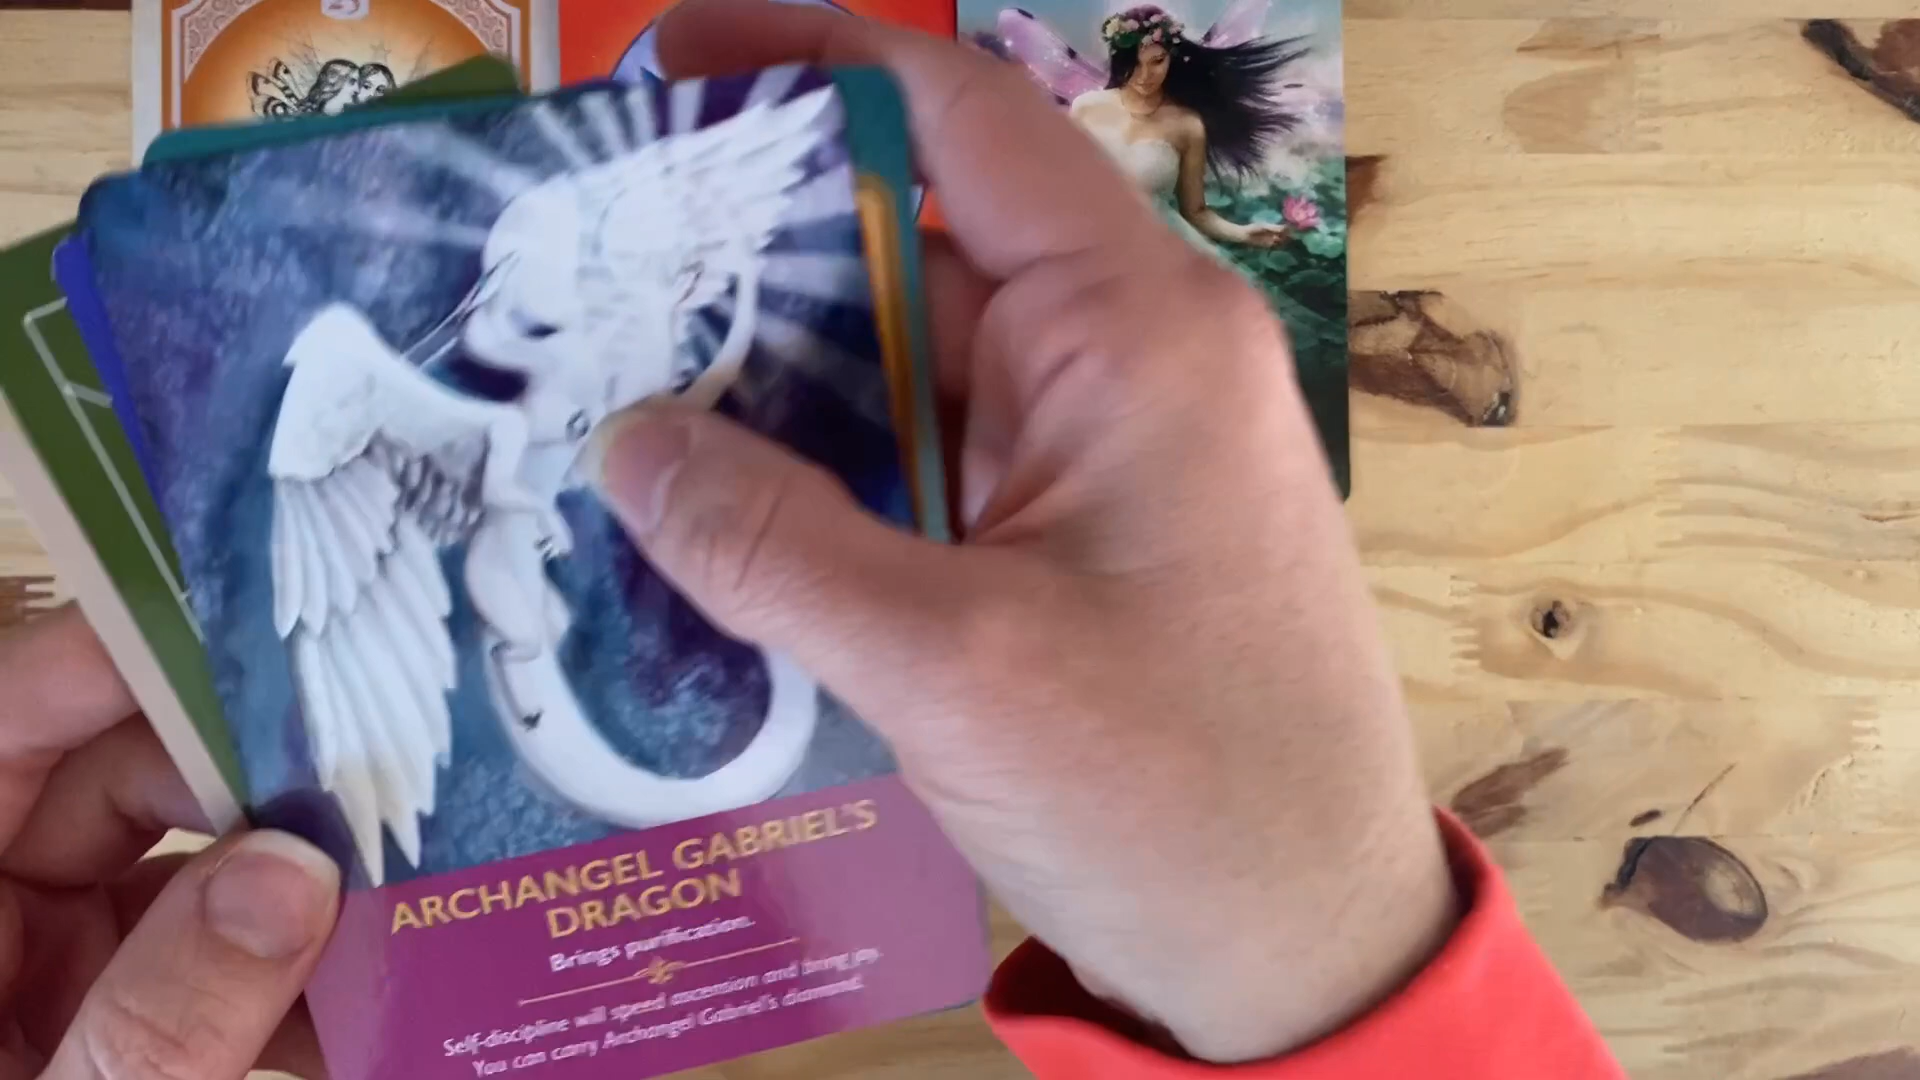 25
ARCHANGEL GABRIEL'S
DRAGON
Brings purification.
Self-discipline will speed ascension and bring joy.
You can carry Archangel Gabriel's diamond.